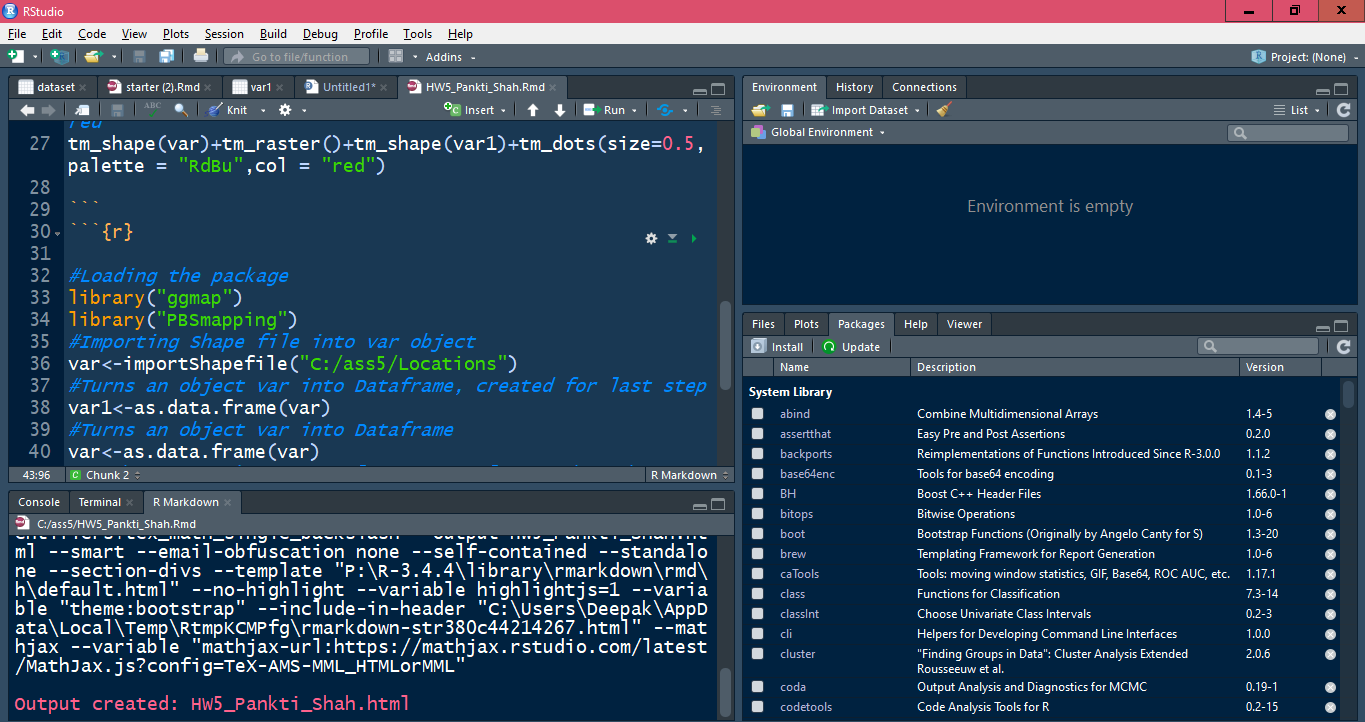 RStudio
File Edit Code View Plots Session Build Debug Profile Tools Help
Go to file/function Addins Project: (None)
dataset starter (2).Rmd var1 Untitled1* HW5_Pankti_Shah.Rmd
ABC Knit Insert Run
red
27 tm_shape(var)+tm_raster()+tm_shape(var1)+tm_dots(size=0.5,
palette = "RdBu",col = "red")
28
29 ```
30 ```{r}
31
32 #Loading the package
33 library("ggmap")
34 library("PBSmapping")
35 #Importing Shape file into var object
36 var<-importShapefile("C:/ass5/Locations")
37 #Turns an object var into Dataframe, created for last step
38 var1<-as.data.frame(var)
39 #Turns an object var into Dataframe
40 var<-as.data.frame(var)
43:96 Chunk 2 R Markdown
Console Terminal R Markdown
C:/ass5/HW5_Pankti_Shah.Rmd
ml --smart --email-obfuscation none --self-contained --standalo
ne --section-divs --template "P:\R-3.4.4\library\rmarkdown\rmd\
h\default.html" --no-highlight --variable highlightjs=1 --varia
ble "theme:bootstrap" --include-in-header "C:\Users\Deepak\AppD
ata\Local\Temp\RtmpKCMPfg\rmarkdown-str380c44214267.html" --mat
hjax --variable "mathjax-url:https://mathjax.rstudio.com/latest
/MathJax.js?config=TeX-AMS-MML_HTMLorMML"
Output created: HW5_Pankti_Shah.html
Environment History Connections
Import Dataset List
Global Environment
Environment is empty
Files Plots Packages Help Viewer
Install Update
Name Description Version
System Library
abind Combine Multidimensional Arrays 1.4-5
assertthat Easy Pre and Post Assertions 0.2.0
backports Reimplementations of Functions Introduced Since R-3.0.0 1.1.2
base64enc Tools for base64 encoding 0.1-3
BH Boost C++ Header Files 1.66.0-1
bitops Bitwise Operations 1.0-6
boot Bootstrap Functions (Originally by Angelo Canty for S) 1.3-20
brew Templating Framework for Report Generation 1.0-6
caTools Tools: moving window statistics, GIF, Base64, ROC AUC, etc. 1.17.1
class Functions for Classification 7.3-14
classInt Choose Univariate Class Intervals 0.2-3
cli Helpers for Developing Command Line Interfaces 1.0.0
cluster "Finding Groups in Data": Cluster Analysis Extended 2.0.6
Rousseeuw et al.
coda Output Analysis and Diagnostics for MCMC 0.19-1
codetools Code Analysis Tools for R 0.2-15